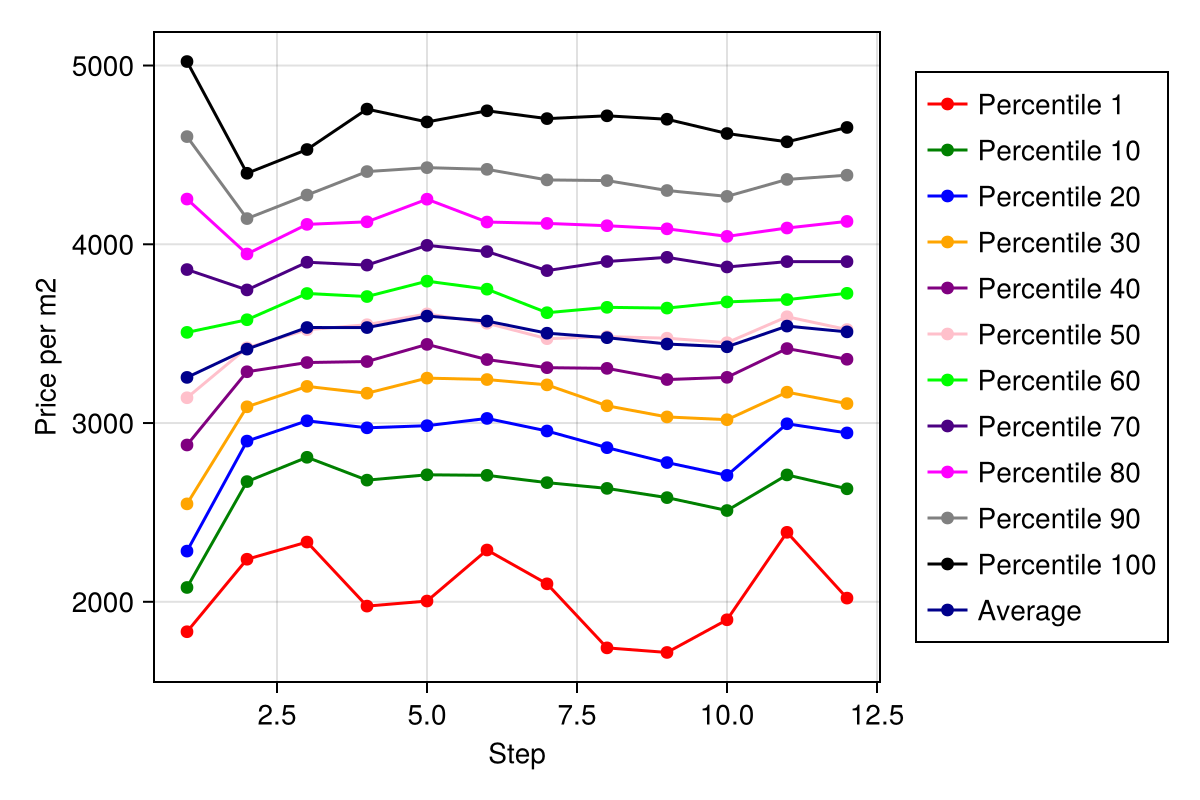 5000
4000
3000
2000
Price per m2
2.5
5.0
7.5
10.0
12.5
Step
Percentile 1
Percentile 10
Percentile 20
Percentile 30
Percentile 40
Percentile 50
Percentile 60
Percentile 70
Percentile 80
Percentile 90
Percentile 100
Average